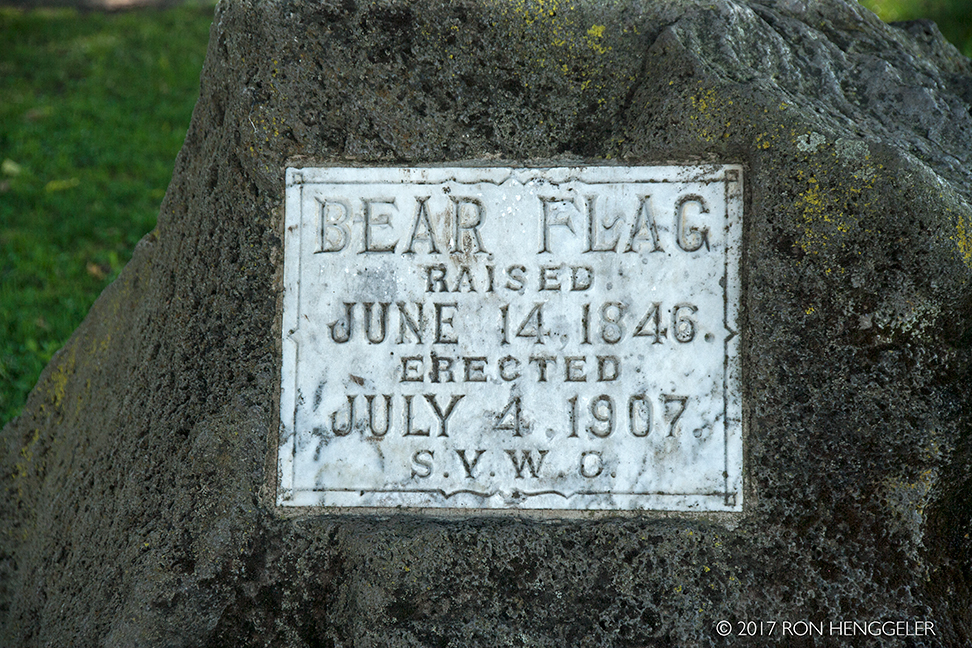 BEAR FLAG
RAISED
JUNE 14, 1846.
ERECTED
JULY 4, 1907.
S.V.W.C.
© 2017 RON HENGGELER